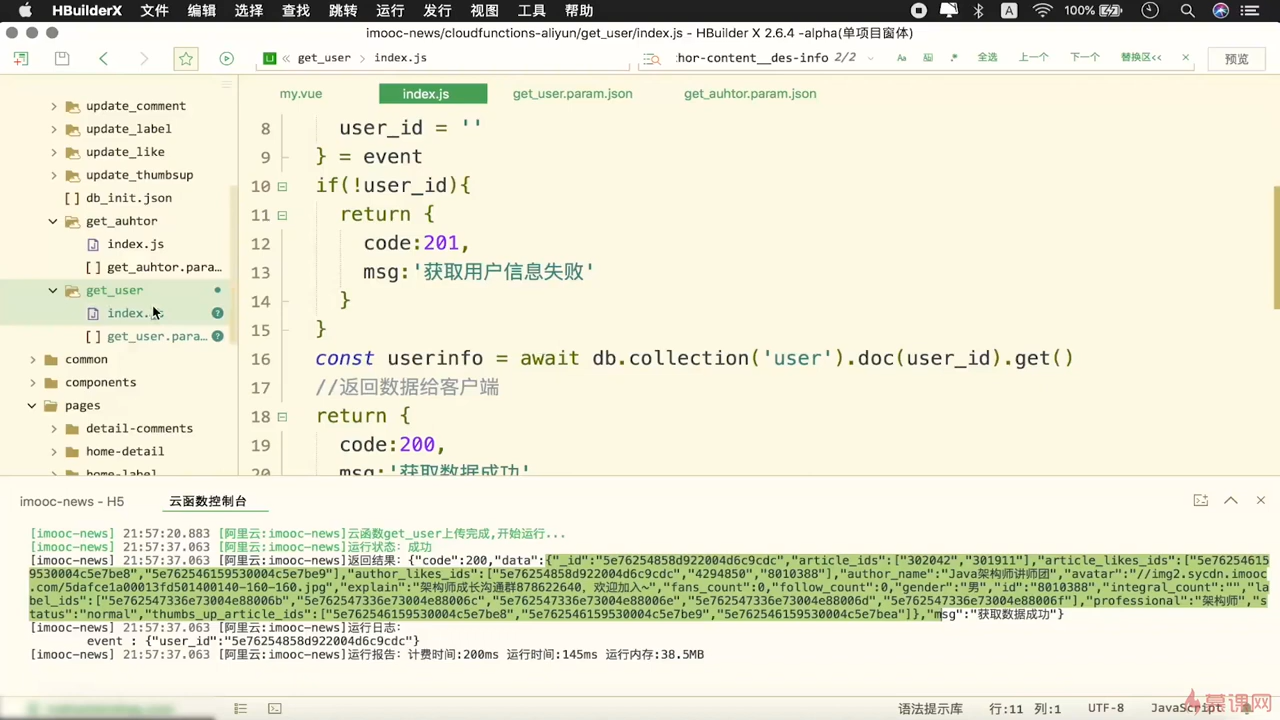 HBuilderX 文件 编辑 选择 查找 跳转 运行 发行 视图 工具 帮助 100%
imooc-news/cloudfunctions-aliyun/get_user/index.js - HBuilder X 2.6.4 -alpha(单项目窗体)
get_user index.js :hor-content__des-info 2/2 Aa 全选 上一个 下一个 替换区<< 预览
my.vue index.js get_user.param.json get_auhtor.param.json
update_comment
update_label
update_like
update_thumbsup
[ ] db_init.json
get_auhtor
index.js
[ ] get_auhtor.para...
get_user
index.
[ ] get_user.para...
common
components
pages
detail-comments
home-detail
home-label
8 user_id = ''
9 } = event
10 if(!user_id){
11 return {
12 code:201,
13 msg:'获取用户信息失败'
14 }
15 }
16 const userinfo = await db.collection('user').doc(user_id).get()
17 //返回数据给客户端
18 return {
19 code:200,
20 msg:'获取数据成功'
imooc-news - H5 云函数控制台
[imooc-news] 21:57:20.883 [阿里云:imooc-news]云函数get_user上传完成,开始运行...
[imooc-news] 21:57:37.063 [阿里云:imooc-news]运行状态：成功
[imooc-news] 21:57:37.063 [阿里云:imooc-news]返回结果：{"code":200,"data":{"_id":"5e76254858d922004d6c9cdc","article_ids":["302042","301911"],"article_likes_ids":["5e762546159530004c5e7be8","5e762546159530004c5e7be9"],"author_likes_ids":["5e76254858d922004d6c9cdc","4294850","8010388"],"author_name":"Java架构师讲师团","avatar":"//img2.sycdn.imooc.com/5dafce1a00013fd501400140-160-160.jpg","explain":"架构师成长沟通群878622640，欢迎加入~","fans_count":0,"follow_count":0,"gender":"男","id":"8010388","integral_count":"","label_ids":["5e762547336e73004e88006b","5e762547336e73004e88006c","5e762547336e73004e88006e","5e762547336e73004e88006d","5e762547336e73004e88006f"],"professional":"架构师","status":"normal","thumbs_up_article_ids":["5e762546159530004c5e7be8","5e762546159530004c5e7be9","5e762546159530004c5e7bea"]},"msg":"获取数据成功"}
[imooc-news] 21:57:37.063 [阿里云:imooc-news]运行日志：
event : {"user_id":"5e76254858d922004d6c9cdc"}
[imooc-news] 21:57:37.063 [阿里云:imooc-news]运行报告：计费时间:200ms 运行时间:145ms 运行内存:38.5MB
语法提示库 行:11 列:1 UTF-8 JavaScript
慕课网